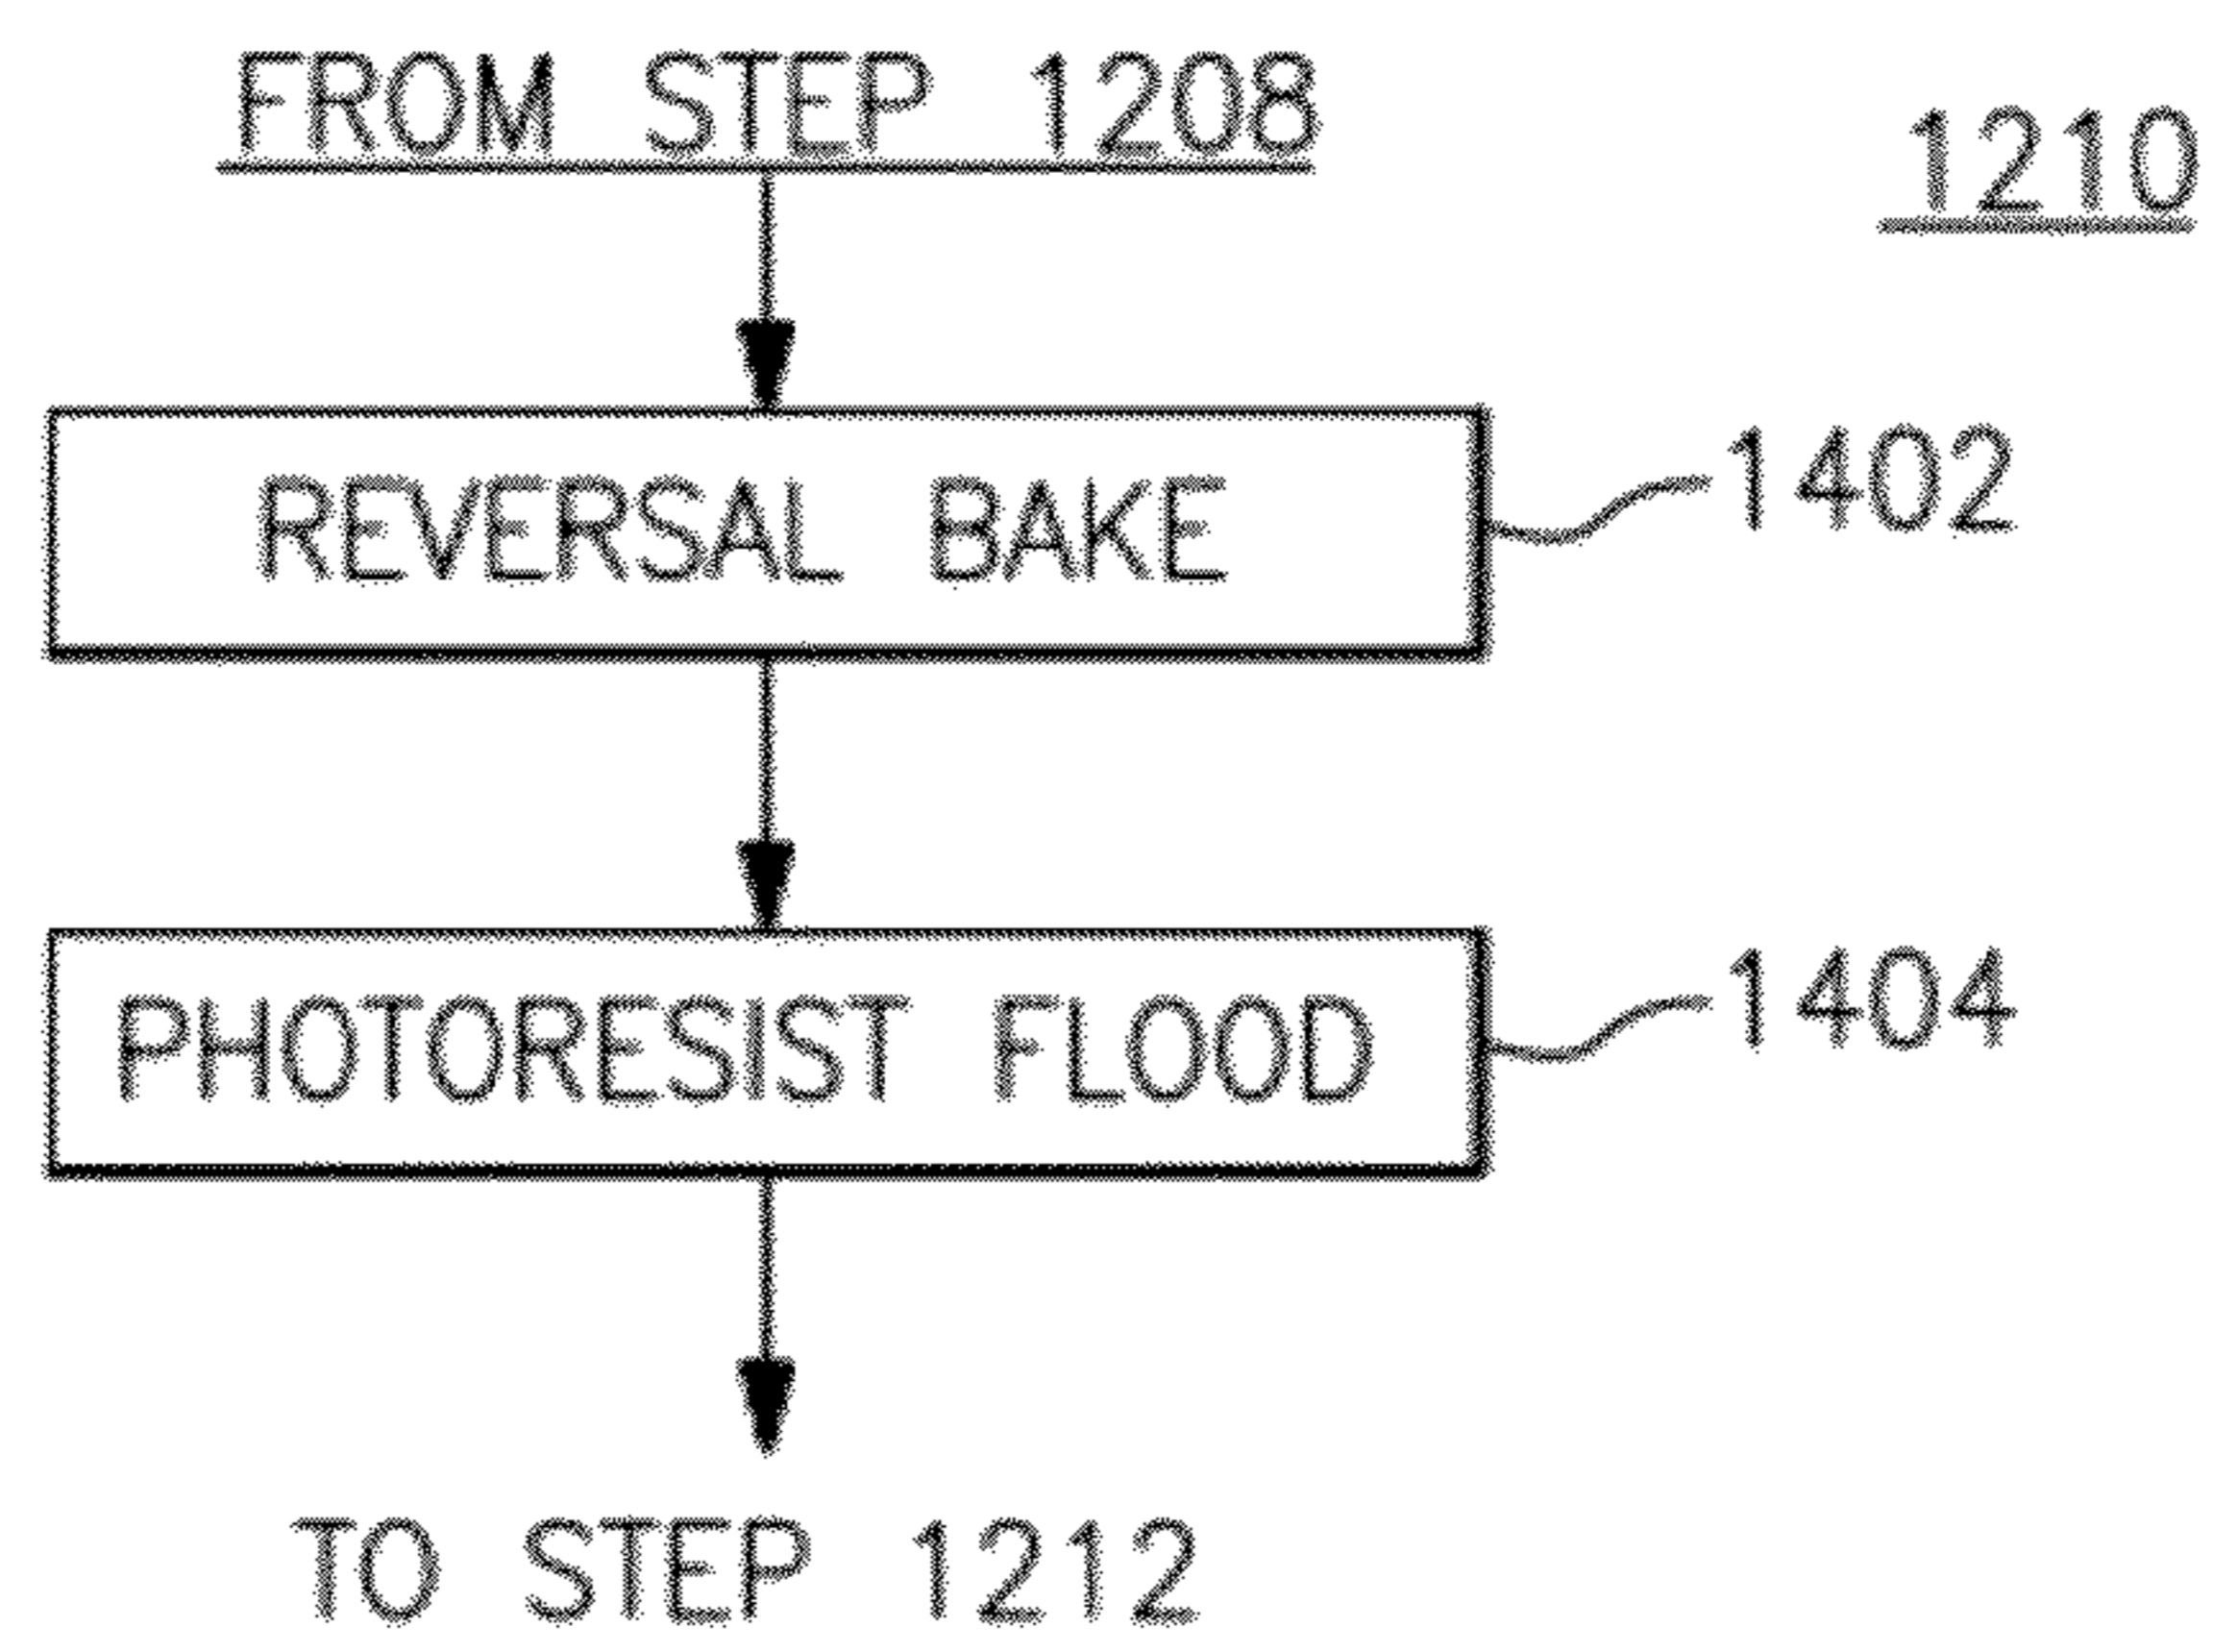 FROM STEP 1208
1210
REVERSAL BAKE
1402
PHOTORESIST FLOOD
1404
TO STEP 1212